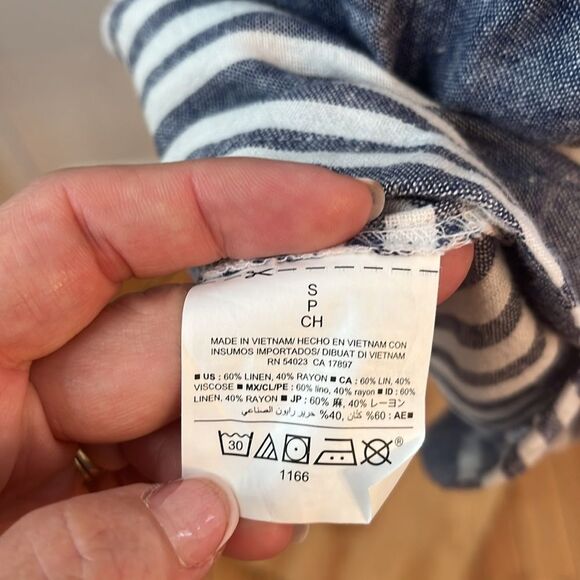 S
P
CH
MADE IN VIETNAM/ HECHO EN VIETNAM CON
INSUMOS IMPORTADOS/ DIBUAT DI VIETNAM
RN 54023 CA 17897
■ US : 60% LINEN, 40% RAYON ■ CA : 60% LIN, 40%
VISCOSE ■ MX/CL/PE : 60% lino, 40% rayon ■ ID : 60%
LINEN, 40% RAYON ■ JP : 60% 麻, 40% レーヨン
■AE : 60% كتان, 40% حرير رايون الصناعي
30 ®
1166